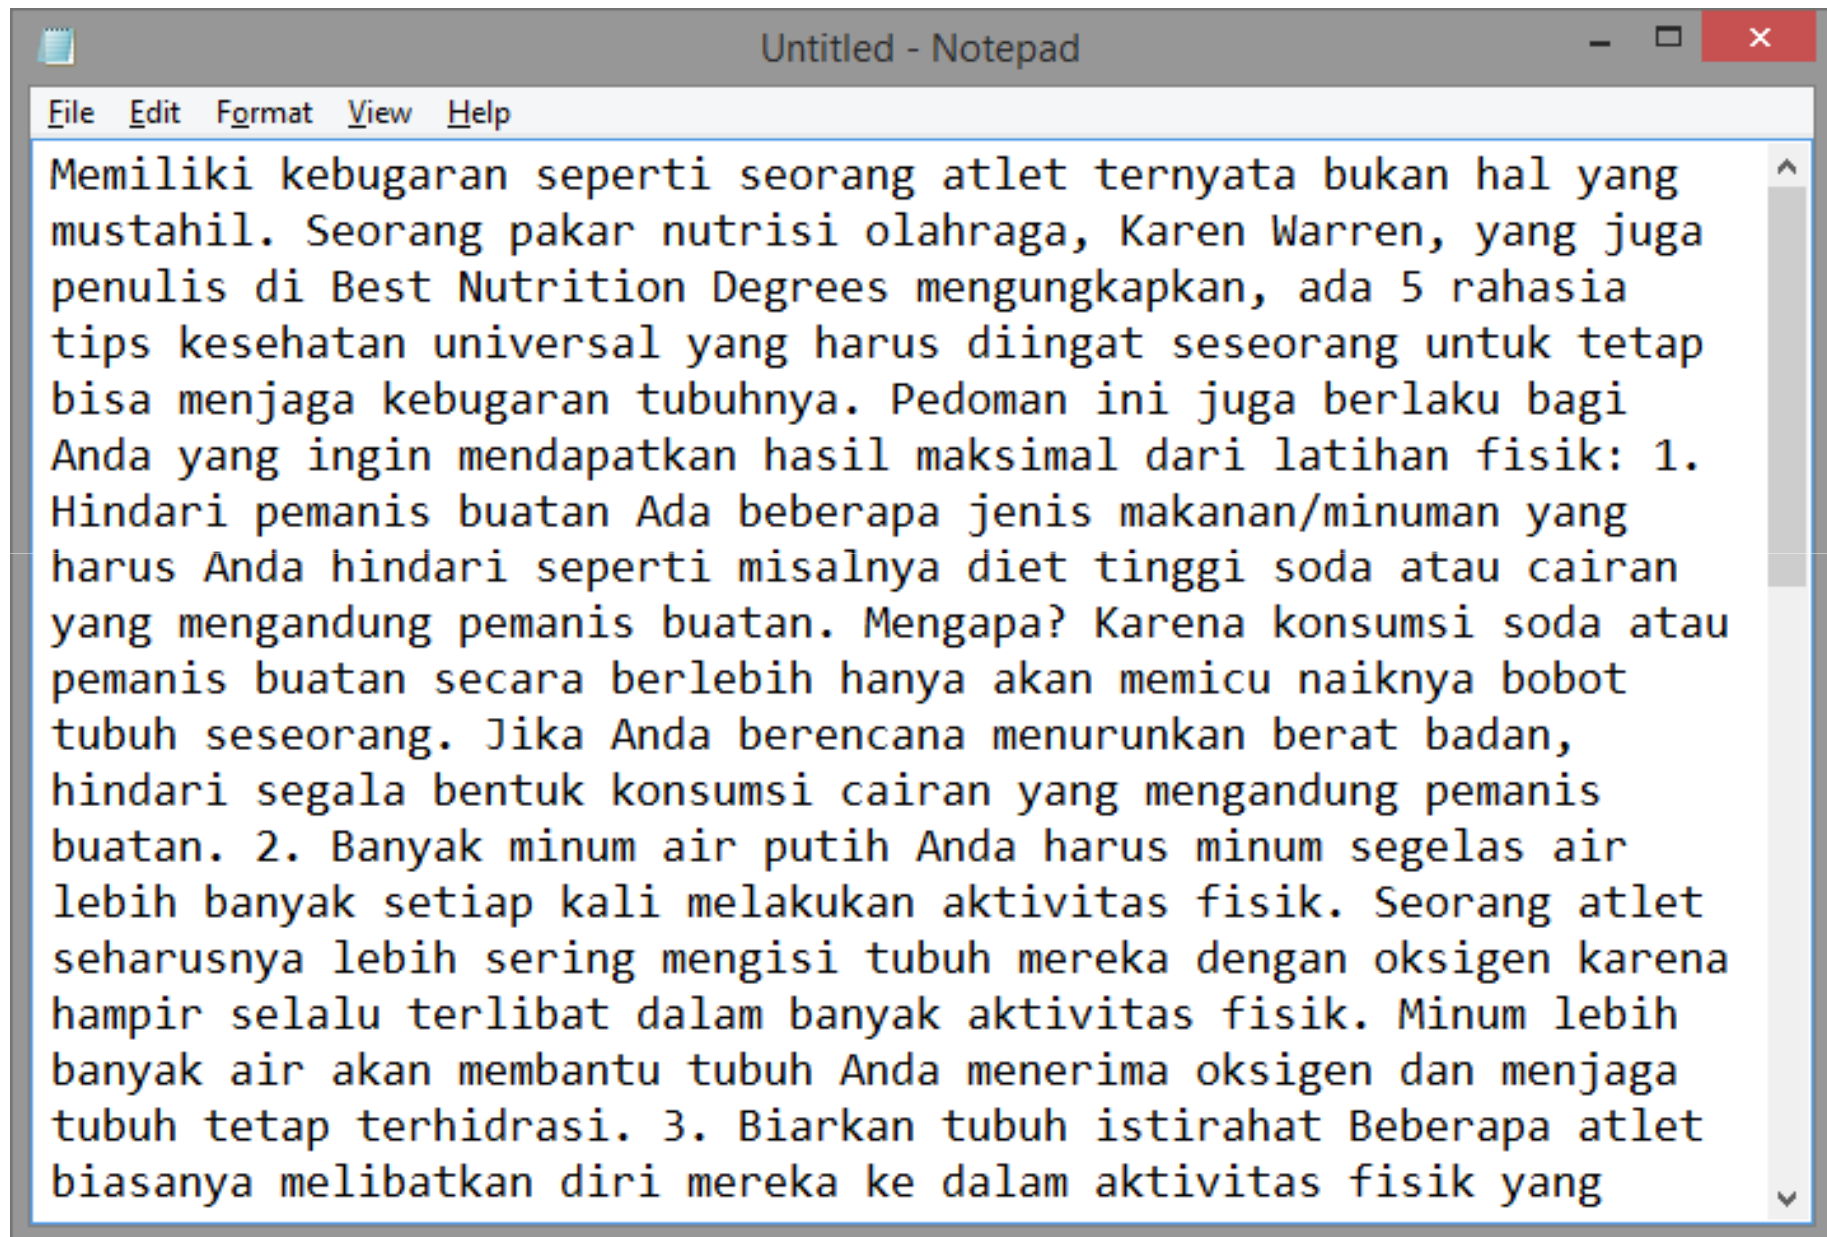 Untitled - Notepad
File Edit Format View Help
Memiliki kebugaran seperti seorang atlet ternyata bukan hal yang
mustahil. Seorang pakar nutrisi olahraga, Karen Warren, yang juga
penulis di Best Nutrition Degrees mengungkapkan, ada 5 rahasia
tips kesehatan universal yang harus diingat seseorang untuk tetap
bisa menjaga kebugaran tubuhnya. Pedoman ini juga berlaku bagi
Anda yang ingin mendapatkan hasil maksimal dari latihan fisik: 1.
Hindari pemanis buatan Ada beberapa jenis makanan/minuman yang
harus Anda hindari seperti misalnya diet tinggi soda atau cairan
yang mengandung pemanis buatan. Mengapa? Karena konsumsi soda atau
pemanis buatan secara berlebih hanya akan memicu naiknya bobot
tubuh seseorang. Jika Anda berencana menurunkan berat badan,
hindari segala bentuk konsumsi cairan yang mengandung pemanis
buatan. 2. Banyak minum air putih Anda harus minum segelas air
lebih banyak setiap kali melakukan aktivitas fisik. Seorang atlet
seharusnya lebih sering mengisi tubuh mereka dengan oksigen karena
hampir selalu terlibat dalam banyak aktivitas fisik. Minum lebih
banyak air akan membantu tubuh Anda menerima oksigen dan menjaga
tubuh tetap terhidrasi. 3. Biarkan tubuh istirahat Beberapa atlet
biasanya melibatkan diri mereka ke dalam aktivitas fisik yang